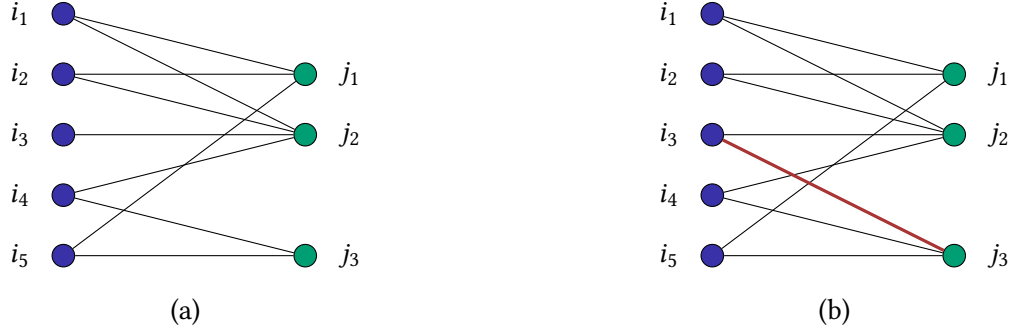 i₁ i₁
i₂ j₁ i₂ j₁
i₃ j₂ i₃ j₂
i₄ i₄
i₅ j₃ i₅ j₃
(a) (b)